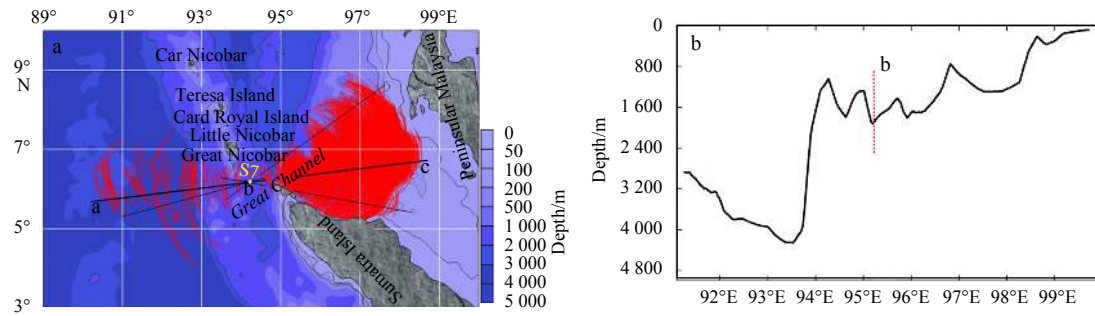 89° 91° 93° 95° 97° 99°E
a
9°
N
7°
5°
3°
Car Nicobar
Teresa Island
Card Royal Island
Little Nicobar
Great Nicobar
S7
b
a
c
Great Channel
Sumatra Island
Peninsular Malaysia
0
50
100
200
500
1 000
2 000
3 000
4 000
5 000
Depth/m
b
b
0
800
1 600
2 400
3 200
4 000
4 800
Depth/m
92°E 93°E 94°E 95°E 96°E 97°E 98°E 99°E